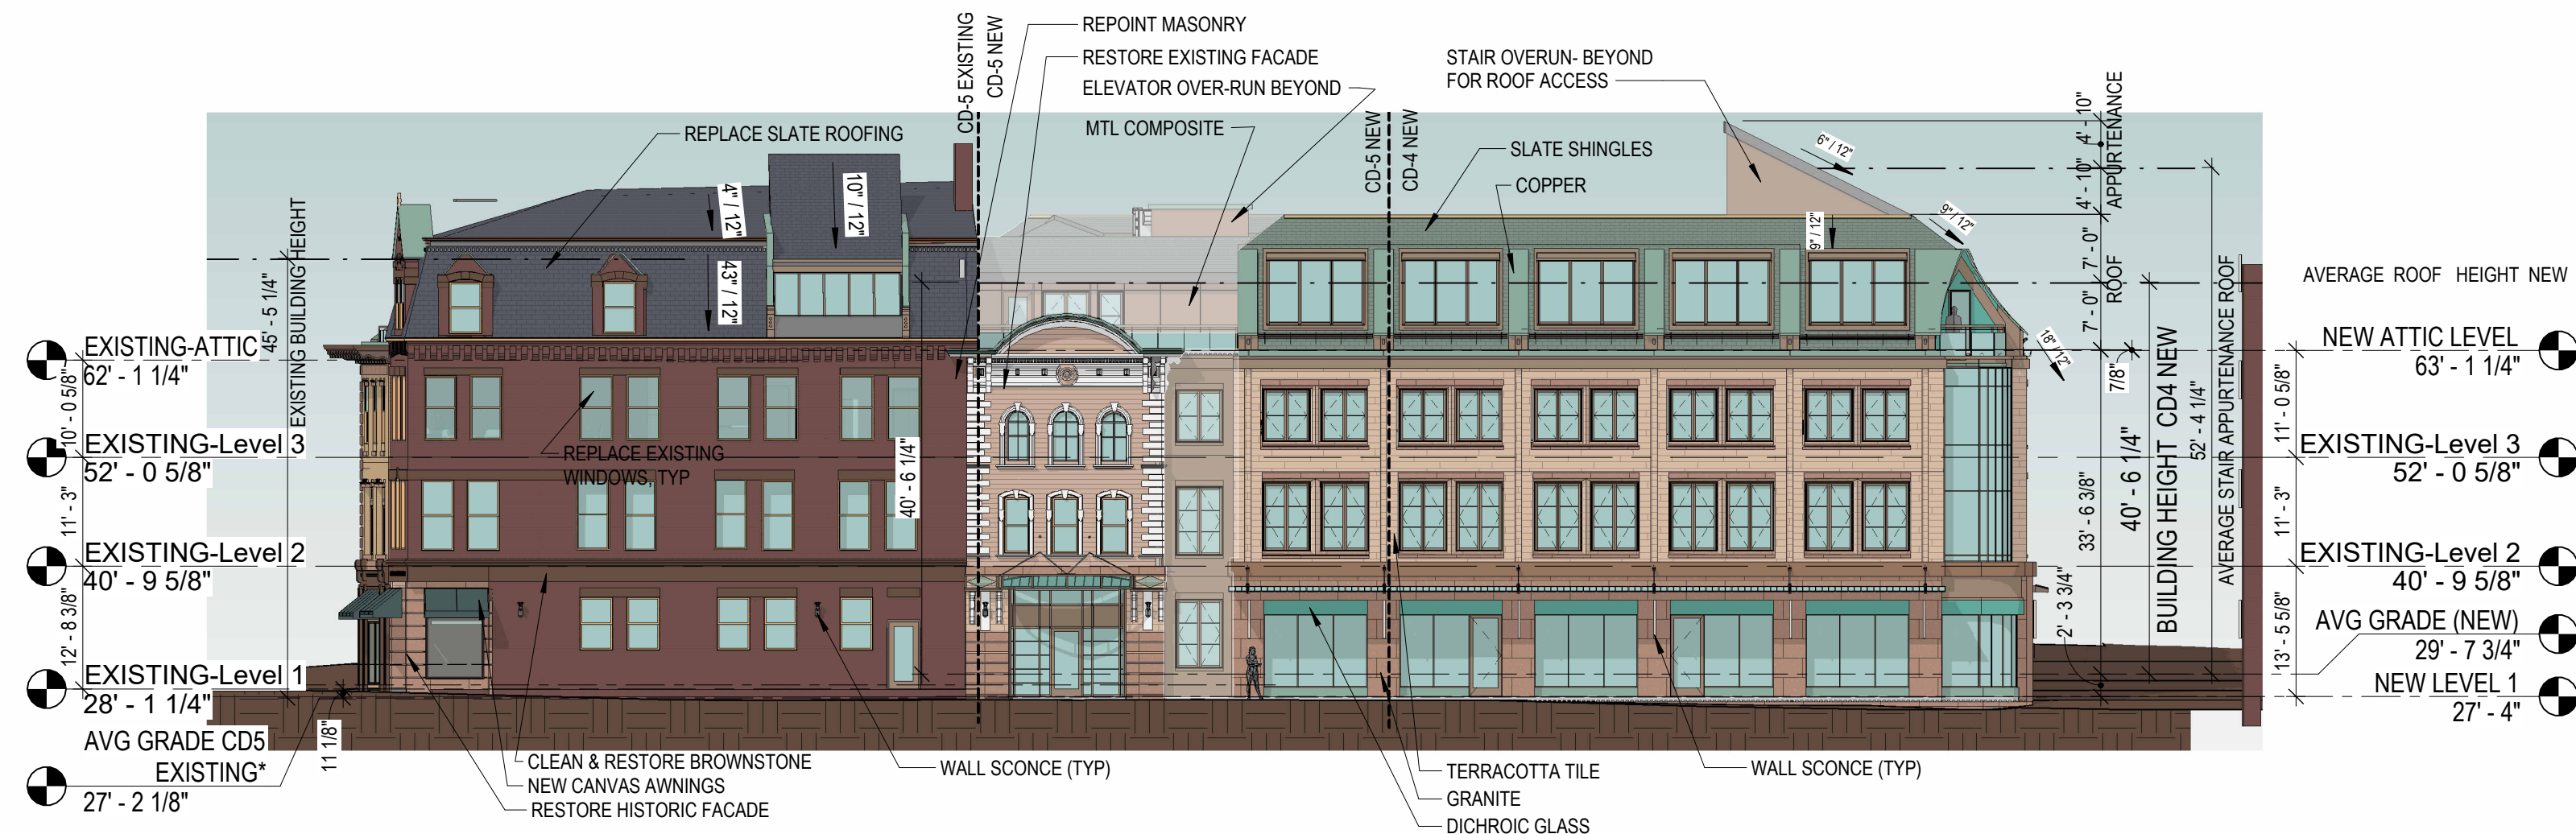 CD-5 EXISTING
CD-5 NEW
REPOINT MASONRY
RESTORE EXISTING FACADE
ELEVATOR OVER-RUN BEYOND
MTL COMPOSITE
STAIR OVERUN- BEYOND
FOR ROOF ACCESS
CD-5 NEW
CD-4 NEW
SLATE SHINGLES
COPPER
REPLACE SLATE ROOFING
4" / 12"
10" / 12"
43" / 12"
6" / 12"
9" / 12"
9" / 12"
18" / 12"
4' - 10"
4' - 10"
APPURTENANCE
7' - 0"
7' - 0"
ROOF
7/8"
45' - 5 1/4"
EXISTING BUILDING HEIGHT
EXISTING-ATTIC
62' - 1 1/4"
10' - 0 5/8"
EXISTING-Level 3
52' - 0 5/8"
11' - 3"
EXISTING-Level 2
40' - 9 5/8"
12' - 8 3/8"
EXISTING-Level 1
28' - 1 1/4"
AVG GRADE CD5
EXISTING*
27' - 2 1/8"
11 1/8"
REPLACE EXISTING
WINDOWS, TYP
40' - 6 1/4"
CLEAN & RESTORE BROWNSTONE
NEW CANVAS AWNINGS
RESTORE HISTORIC FACADE
WALL SCONCE (TYP)
TERRACOTTA TILE
GRANITE
DICHROIC GLASS
WALL SCONCE (TYP)
33' - 6 3/8"
2' - 3 3/4"
40' - 6 1/4"
BUILDING HEIGHT CD4 NEW
52' - 4 1/4"
AVERAGE STAIR APPURTENANCE ROOF
AVERAGE ROOF HEIGHT NEW
NEW ATTIC LEVEL
63' - 1 1/4"
11' - 0 5/8"
EXISTING-Level 3
52' - 0 5/8"
11' - 3"
EXISTING-Level 2
40' - 9 5/8"
13' - 5 5/8"
AVG GRADE (NEW)
29' - 7 3/4"
NEW LEVEL 1
27' - 4"